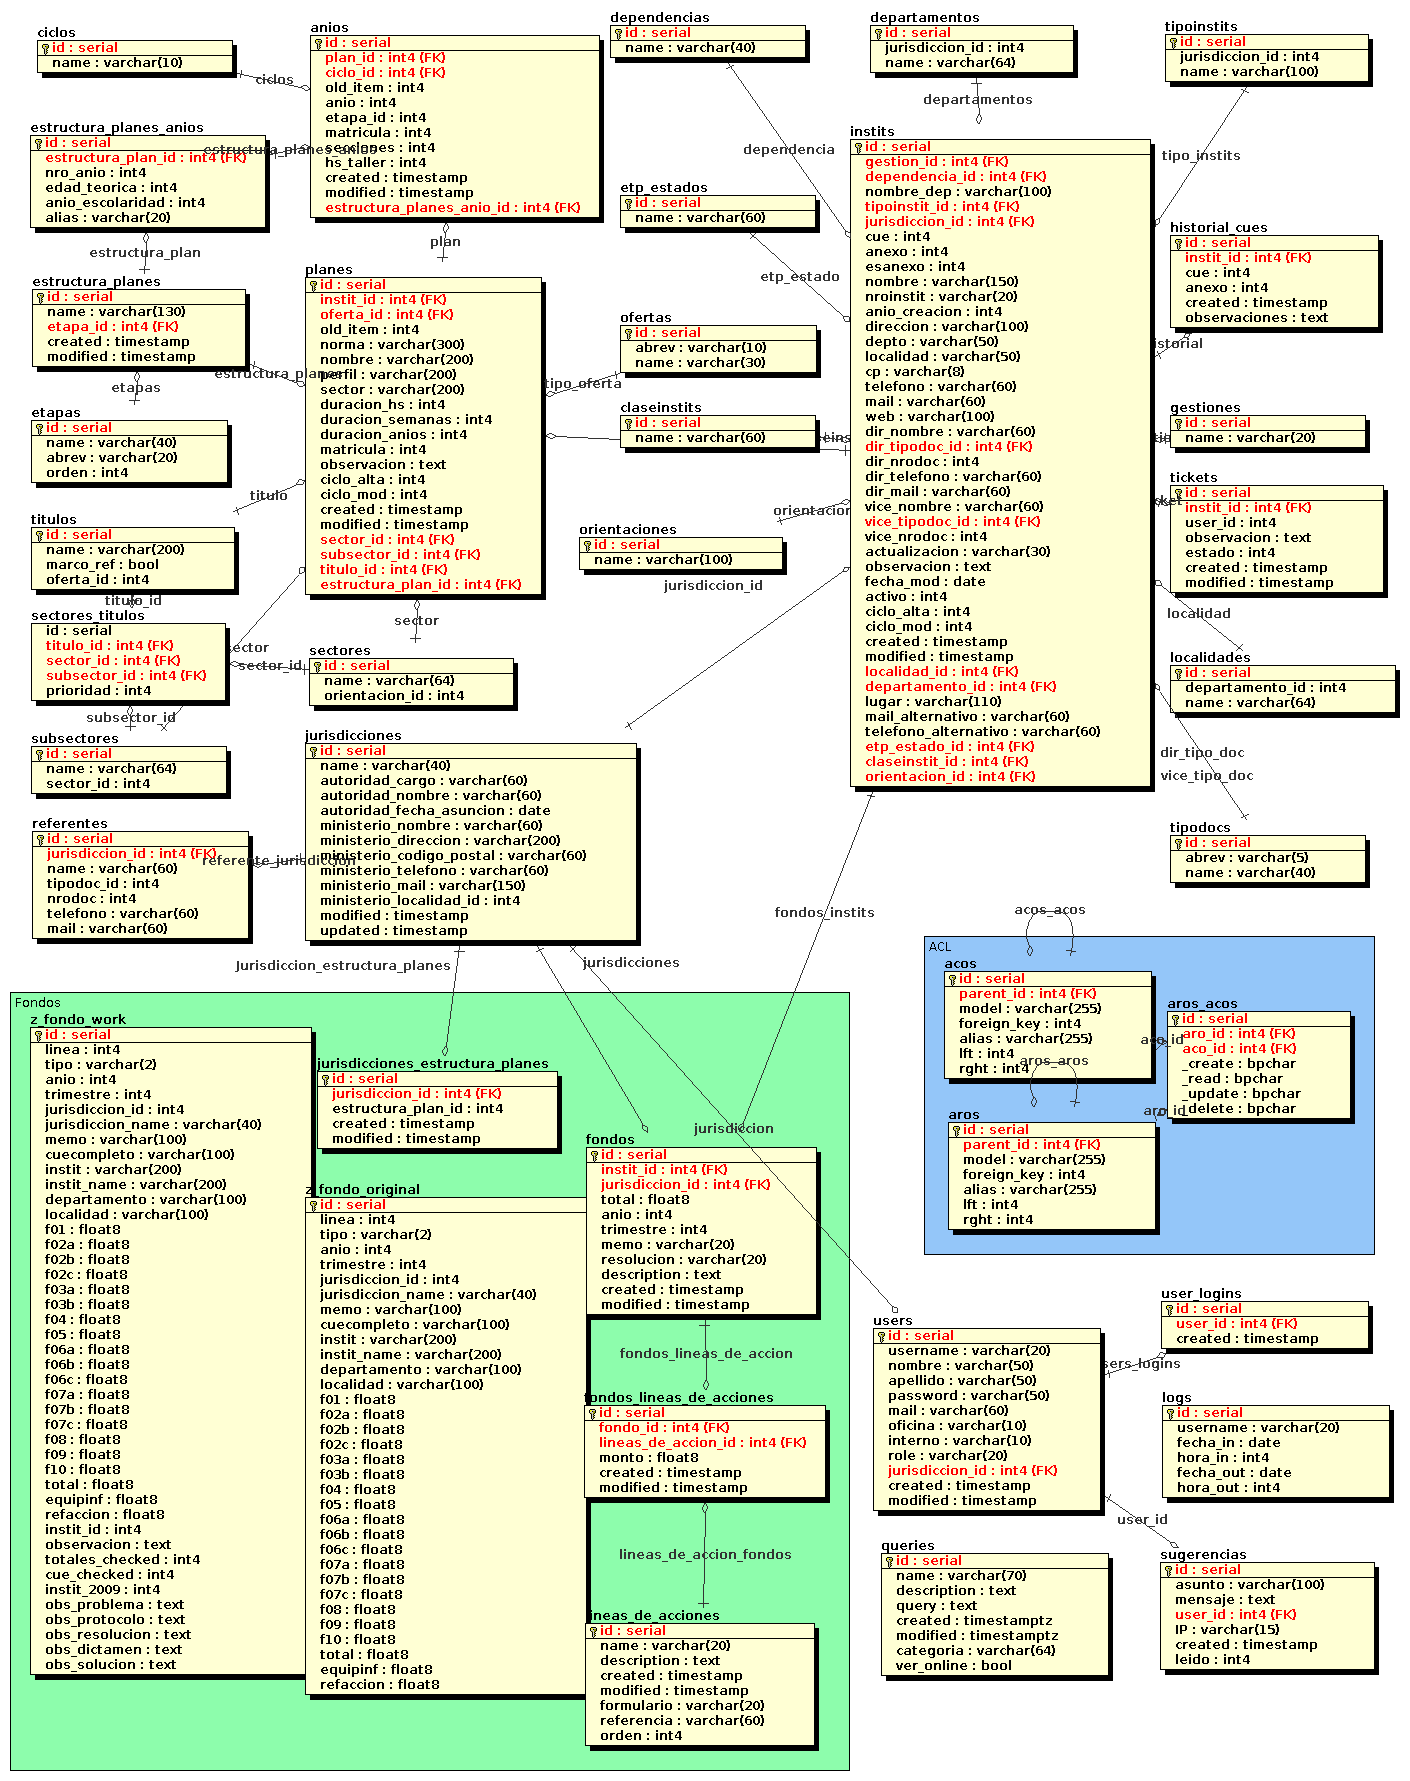 ciclos
id : serial
name : varchar(10)
ciclos
anios
id : serial
plan_id : int4 (FK)
ciclo_id : int4 (FK)
old_item : int4
anio : int4
etapa_id : int4
matricula : int4
secciones : int4
hs_taller : int4
created : timestamp
modified : timestamp
estructura_planes_anio_id : int4 (FK)
dependencias
id : serial
name : varchar(40)
dependencia
departamentos
id : serial
jurisdiccion_id : int4
name : varchar(64)
departamentos
tipoinstits
id : serial
jurisdiccion_id : int4
name : varchar(100)
tipo_instits
estructura_planes_anios
id : serial
estructura_plan_id : int4 (FK)
nro_anio : int4
edad_teorica : int4
anio_escolaridad : int4
alias : varchar(20)
estructura_planes_anios
estructura_plan
plan
etp_estados
id : serial
name : varchar(60)
etp_estado
instits
id : serial
gestion_id : int4 (FK)
dependencia_id : int4 (FK)
nombre_dep : varchar(100)
tipoinstit_id : int4 (FK)
jurisdiccion_id : int4 (FK)
cue : int4
anexo : int4
esanexo : int4
nombre : varchar(150)
nroinstit : varchar(20)
anio_creacion : int4
direccion : varchar(100)
depto : varchar(50)
localidad : varchar(50)
cp : varchar(8)
telefono : varchar(60)
mail : varchar(60)
web : varchar(100)
dir_nombre : varchar(60)
dir_tipodoc_id : int4 (FK)
dir_nrodoc : int4
dir_telefono : varchar(60)
dir_mail : varchar(60)
vice_nombre : varchar(60)
vice_tipodoc_id : int4 (FK)
vice_nrodoc : int4
actualizacion : varchar(30)
observacion : text
fecha_mod : date
activo : int4
ciclo_alta : int4
ciclo_mod : int4
created : timestamp
modified : timestamp
localidad_id : int4 (FK)
departamento_id : int4 (FK)
lugar : varchar(110)
mail_alternativo : varchar(60)
telefono_alternativo : varchar(60)
etp_estado_id : int4 (FK)
claseinstit_id : int4 (FK)
orientacion_id : int4 (FK)
historial_cues
id : serial
instit_id : int4 (FK)
cue : int4
anexo : int4
created : timestamp
observaciones : text
istorial
estructura_planes
id : serial
name : varchar(130)
etapa_id : int4 (FK)
created : timestamp
modified : timestamp
estructura_planes
etapas
planes
id : serial
instit_id : int4 (FK)
oferta_id : int4 (FK)
old_item : int4
norma : varchar(300)
nombre : varchar(200)
perfil : varchar(200)
sector : varchar(200)
duracion_hs : int4
duracion_semanas : int4
duracion_anios : int4
matricula : int4
observacion : text
ciclo_alta : int4
ciclo_mod : int4
created : timestamp
modified : timestamp
sector_id : int4 (FK)
subsector_id : int4 (FK)
titulo_id : int4 (FK)
estructura_plan_id : int4 (FK)
ofertas
id : serial
abrev : varchar(10)
name : varchar(30)
tipo_oferta
claseinstits
id : serial
name : varchar(60)
gestiones
id : serial
name : varchar(20)
etapas
id : serial
name : varchar(40)
abrev : varchar(20)
orden : int4
titulo
tickets
id : serial
instit_id : int4 (FK)
user_id : int4
observacion : text
estado : int4
created : timestamp
modified : timestamp
orientacion
orientaciones
id : serial
name : varchar(100)
jurisdiccion_id
titulos
id : serial
name : varchar(200)
marco_ref : bool
oferta_id : int4
titulo_id
sectores_titulos
id : serial
titulo_id : int4 (FK)
sector_id : int4 (FK)
subsector_id : int4 (FK)
prioridad : int4
ector
sector_id
sector
sectores
id : serial
name : varchar(64)
orientacion_id : int4
localidad
localidades
id : serial
departamento_id : int4
name : varchar(64)
dir_tipo_doc
vice_tipo_doc
subsector_id
subsectores
id : serial
name : varchar(64)
sector_id : int4
jurisdicciones
id : serial
name : varchar(40)
autoridad_cargo : varchar(60)
autoridad_nombre : varchar(60)
autoridad_fecha_asuncion : date
ministerio_nombre : varchar(60)
ministerio_direccion : varchar(200)
ministerio_codigo_postal : varchar(60)
ministerio_telefono : varchar(60)
ministerio_mail : varchar(150)
ministerio_localidad_id : int4
modified : timestamp
updated : timestamp
referentes
id : serial
jurisdiccion_id : int4 (FK)
name : varchar(60)
tipodoc_id : int4
nrodoc : int4
telefono : varchar(60)
mail : varchar(60)
referente_jurisdiccion
tipodocs
id : serial
abrev : varchar(5)
name : varchar(40)
fondos_instits
Jurisdiccion_estructura_planes
jurisdicciones
acos_acos
ACL
acos
id : serial
parent_id : int4 (FK)
model : varchar(255)
foreign_key : int4
alias : varchar(255)
lft : int4
rght : int4
aros_aros
aros_acos
id : serial
aro_id : int4 (FK)
aco_id : int4 (FK)
_create : bpchar
_read : bpchar
_update : bpchar
_delete : bpchar
aco_id
aro_id
aros
id : serial
parent_id : int4 (FK)
model : varchar(255)
foreign_key : int4
alias : varchar(255)
lft : int4
rght : int4
Fondos
z_fondo_work
id : serial
linea : int4
tipo : varchar(2)
anio : int4
trimestre : int4
jurisdiccion_id : int4
jurisdiccion_name : varchar(40)
memo : varchar(100)
cuecompleto : varchar(100)
instit : varchar(200)
instit_name : varchar(200)
departamento : varchar(100)
localidad : varchar(100)
f01 : float8
f02a : float8
f02b : float8
f02c : float8
f03a : float8
f03b : float8
f04 : float8
f05 : float8
f06a : float8
f06b : float8
f06c : float8
f07a : float8
f07b : float8
f07c : float8
f08 : float8
f09 : float8
f10 : float8
total : float8
equipinf : float8
refaccion : float8
instit_id : int4
observacion : text
totales_checked : int4
cue_checked : int4
instit_2009 : int4
obs_problema : text
obs_protocolo : text
obs_resolucion : text
obs_dictamen : text
obs_solucion : text
jurisdicciones_estructura_planes
id : serial
jurisdiccion_id : int4 (FK)
estructura_plan_id : int4
created : timestamp
modified : timestamp
z_fondo_original
id : serial
linea : int4
tipo : varchar(2)
anio : int4
trimestre : int4
jurisdiccion_id : int4
jurisdiccion_name : varchar(40)
memo : varchar(100)
cuecompleto : varchar(100)
instit : varchar(200)
instit_name : varchar(200)
departamento : varchar(100)
localidad : varchar(100)
f01 : float8
f02a : float8
f02b : float8
f02c : float8
f03a : float8
f03b : float8
f04 : float8
f05 : float8
f06a : float8
f06b : float8
f06c : float8
f07a : float8
f07b : float8
f07c : float8
f08 : float8
f09 : float8
f10 : float8
total : float8
equipinf : float8
refaccion : float8
jurisdiccion
fondos
id : serial
instit_id : int4 (FK)
jurisdiccion_id : int4 (FK)
total : float8
anio : int4
trimestre : int4
memo : varchar(20)
resolucion : varchar(20)
description : text
created : timestamp
modified : timestamp
fondos_lineas_de_accion
fondos_lineas_de_acciones
id : serial
fondo_id : int4 (FK)
lineas_de_accion_id : int4 (FK)
monto : float8
created : timestamp
modified : timestamp
lineas_de_accion_fondos
ineas_de_acciones
id : serial
name : varchar(20)
description : text
created : timestamp
modified : timestamp
formulario : varchar(20)
referencia : varchar(60)
orden : int4
users
id : serial
username : varchar(20)
nombre : varchar(50)
apellido : varchar(50)
password : varchar(50)
mail : varchar(60)
oficina : varchar(10)
interno : varchar(10)
role : varchar(20)
jurisdiccion_id : int4 (FK)
created : timestamp
modified : timestamp
user_logins
id : serial
user_id : int4 (FK)
created : timestamp
sers_logins
logs
id : serial
username : varchar(20)
fecha_in : date
hora_in : int4
fecha_out : date
hora_out : int4
user_id
queries
id : serial
name : varchar(70)
description : text
query : text
created : timestamptz
modified : timestamptz
categoria : varchar(64)
ver_online : bool
sugerencias
id : serial
asunto : varchar(100)
mensaje : text
user_id : int4 (FK)
IP : varchar(15)
created : timestamp
leido : int4